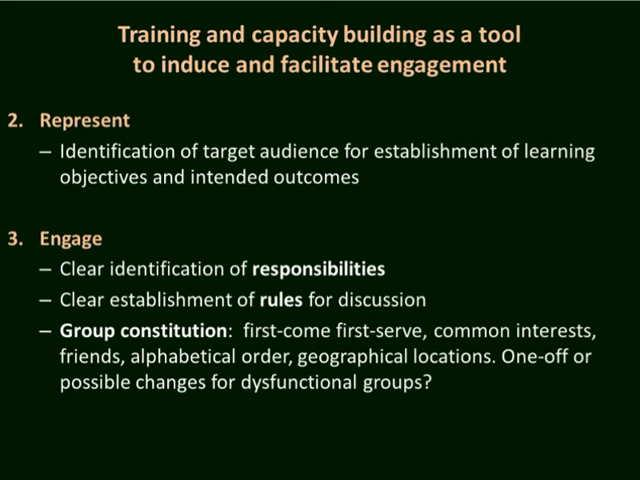 Training and capacity building as a tool
to induce and facilitate engagement
2. Represent
– Identification of target audience for establishment of learning
objectives and intended outcomes
3. Engage
– Clear identification of responsibilities
– Clear establishment of rules for discussion
– Group constitution: first-come first-serve, common interests,
friends, alphabetical order, geographical locations. One-off or
possible changes for dysfunctional groups?